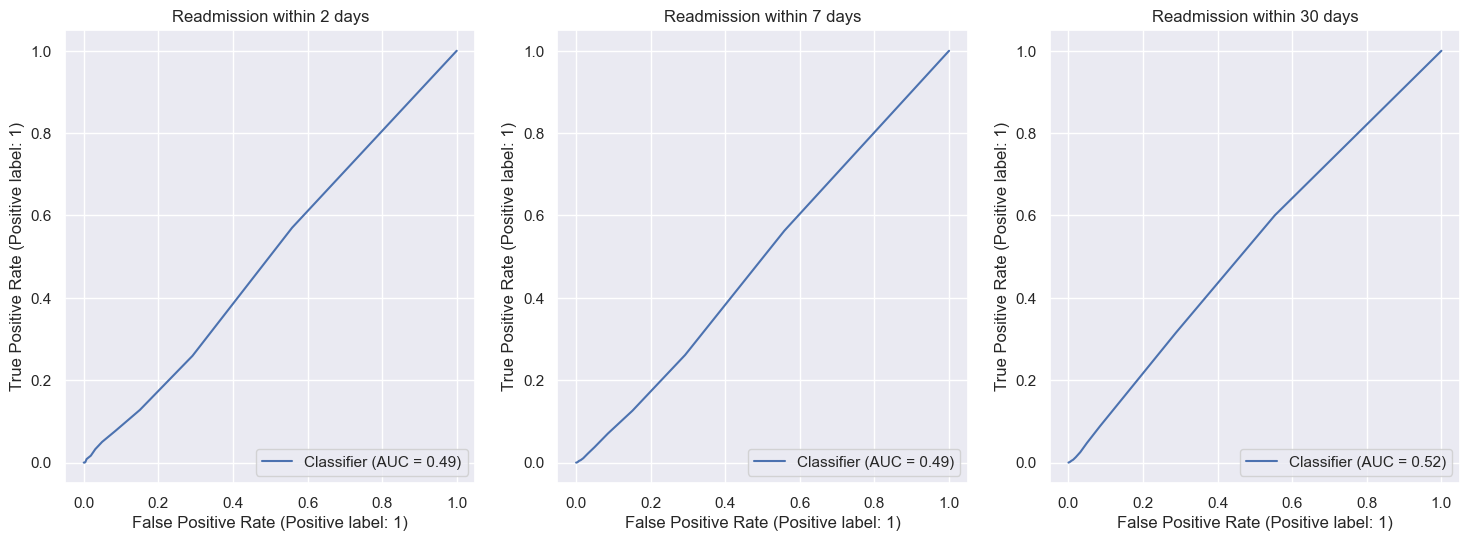 Readmission within 2 days
True Positive Rate (Positive label: 1)
1.0
0.8
0.6
0.4
0.2
0.0
Classifier (AUC = 0.49)
0.0 0.2 0.4 0.6 0.8 1.0
False Positive Rate (Positive label: 1)
Readmission within 7 days
True Positive Rate (Positive label: 1)
1.0
0.8
0.6
0.4
0.2
0.0
Classifier (AUC = 0.49)
0.0 0.2 0.4 0.6 0.8 1.0
False Positive Rate (Positive label: 1)
Readmission within 30 days
True Positive Rate (Positive label: 1)
1.0
0.8
0.6
0.4
0.2
0.0
Classifier (AUC = 0.52)
0.0 0.2 0.4 0.6 0.8 1.0
False Positive Rate (Positive label: 1)